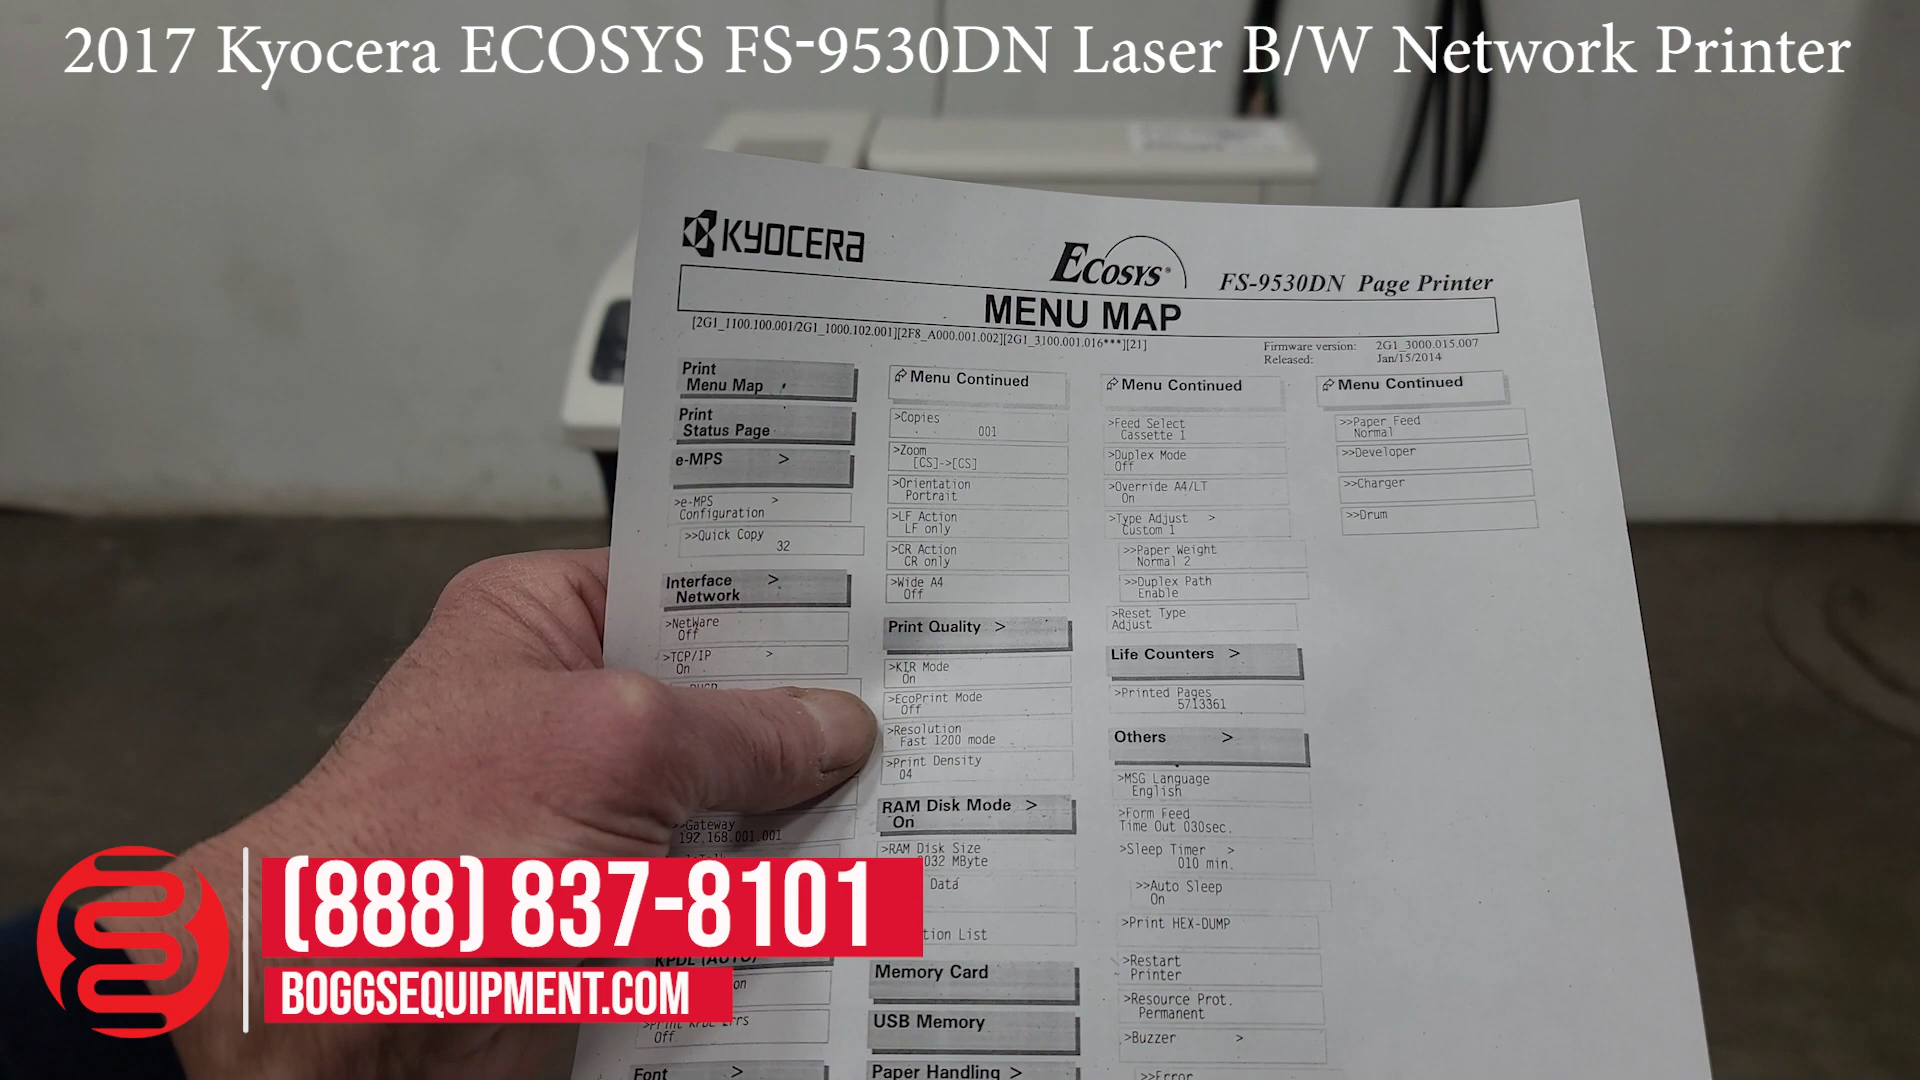 2017 Kyocera ECOSYS FS-9530DN Laser B/W Network Printer
KYOCERA
ECOSYS
FS-9530DN Page Printer
MENU MAP
[2G1_1100.100.001/2G1_1000.102.001][2F8_A000.001.002][2G1_3100.001.016***][21]
Firmware version: 2G1_3000.015.007
Released: Jan/15/2014
Print
Menu Map
Print
Status Page
e-MPS >
>e-MPS >
Configuration
>>Quick Copy
32
Interface >
Network
>NetWare
Off
>TCP/IP >
On
>>Gateway
192.168.001.001
KPDL (AUTO)
on
>Print KPDL Errs
Off
Font >
Menu Continued
>Copies
001
>Zoom
[CS]->[CS]
>Orientation
Portrait
>LF Action
LF only
>CR Action
CR only
>Wide A4
Off
Print Quality >
>KIR Mode
On
>EcoPrint Mode
Off
>Resolution
Fast 1200 mode
>Print Density
04
RAM Disk Mode >
On
>RAM Disk Size
032 MByte
Data
tion List
Memory Card
USB Memory
Paper Handling >
Menu Continued
>Feed Select
Cassette 1
>Duplex Mode
Off
>Override A4/LT
On
>Type Adjust >
Custom 1
>>Paper Weight
Normal 2
>>Duplex Path
Enable
>Reset Type
Adjust
Life Counters >
>Printed Pages
5713361
Others >
>MSG Language
English
>Form Feed
Time Out 030sec.
>Sleep Timer >
010 min.
>>Auto Sleep
On
>Print HEX-DUMP
>Restart
Printer
>Resource Prot.
Permanent
>Buzzer >
>>Error
Menu Continued
>>Paper Feed
Normal
>>Developer
>>Charger
>>Drum
(888) 837-8101
BOGGSEQUIPMENT.COM